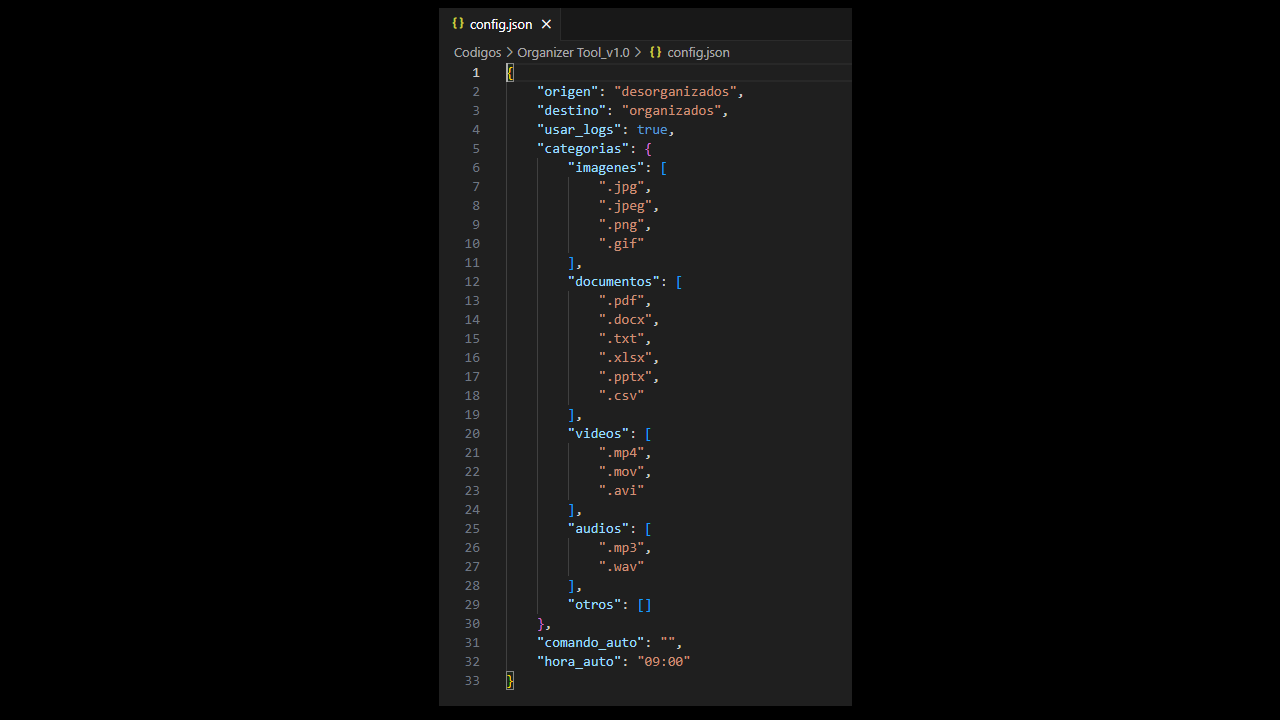 {} config.json ×
Codigos > Organizer Tool_v1.0 > {} config.json
1 {
2     "origen": "desorganizados",
3     "destino": "organizados",
4     "usar_logs": true,
5     "categorias": {
6         "imagenes": [
7             ".jpg",
8             ".jpeg",
9             ".png",
10             ".gif"
11         ],
12         "documentos": [
13             ".pdf",
14             ".docx",
15             ".txt",
16             ".xlsx",
17             ".pptx",
18             ".csv"
19         ],
20         "videos": [
21             ".mp4",
22             ".mov",
23             ".avi"
24         ],
25         "audios": [
26             ".mp3",
27             ".wav"
28         ],
29         "otros": []
30     },
31     "comando_auto": "",
32     "hora_auto": "09:00"
33 }